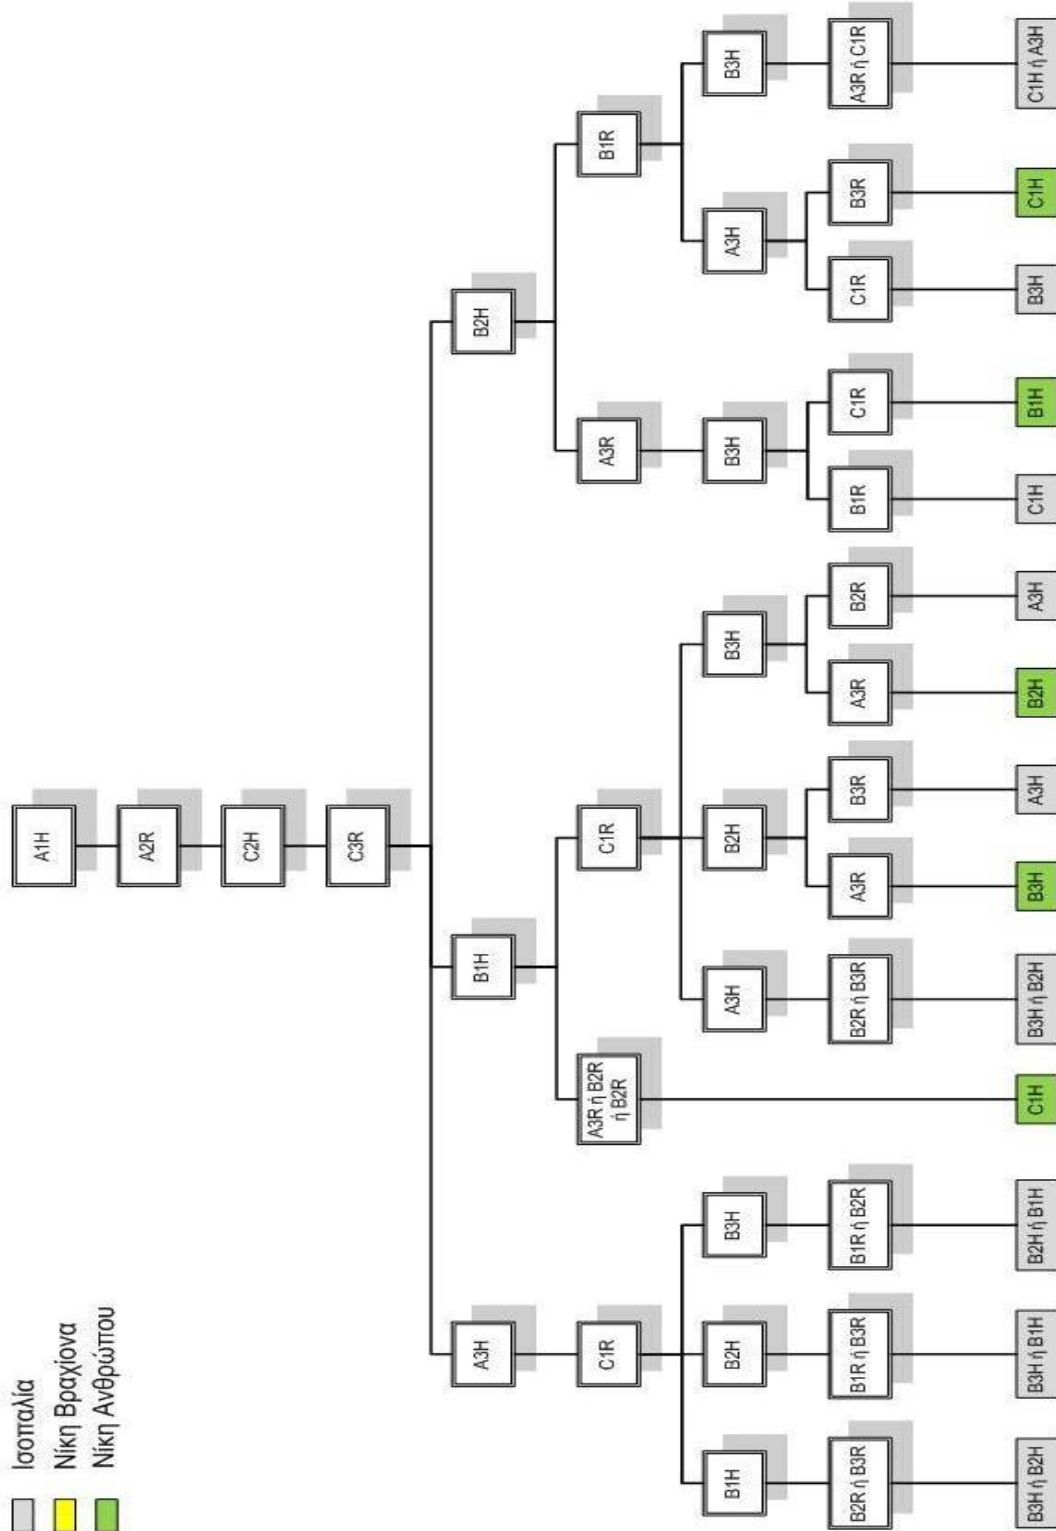 Ισοπαλία
Νίκη Βραχίονα
Νίκη Ανθρώπου
A1H
A2R
C2H
C3R
A3H
B1H
B2H
C1R
A3R ή B2R
ή B2R
C1R
A3R
B1R
B1H
B2H
B3H
A3H
B2H
B3H
B3H
A3H
B3H
B2R ή B3R
B1R ή B3R
B1R ή B2R
B2R ή B3R
A3R
B3R
A3R
B2R
B1R
C1R
C1R
B3R
A3R ή C1R
B3H ή B2H
B3H ή B1H
B2H ή B1H
C1H
B3H ή B2H
B3H
A3H
B2H
A3H
C1H
B1H
B3H
C1H
C1H ή A3H